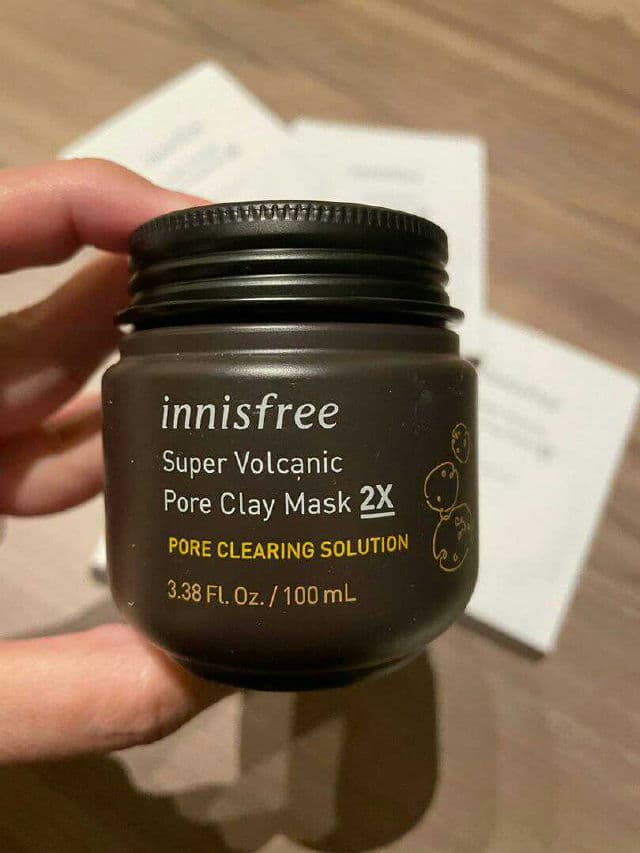 innisfree
Super Volcanic
Pore Clay Mask 2X
PORE CLEARING SOLUTION
3.38 Fl. Oz. / 100 mL